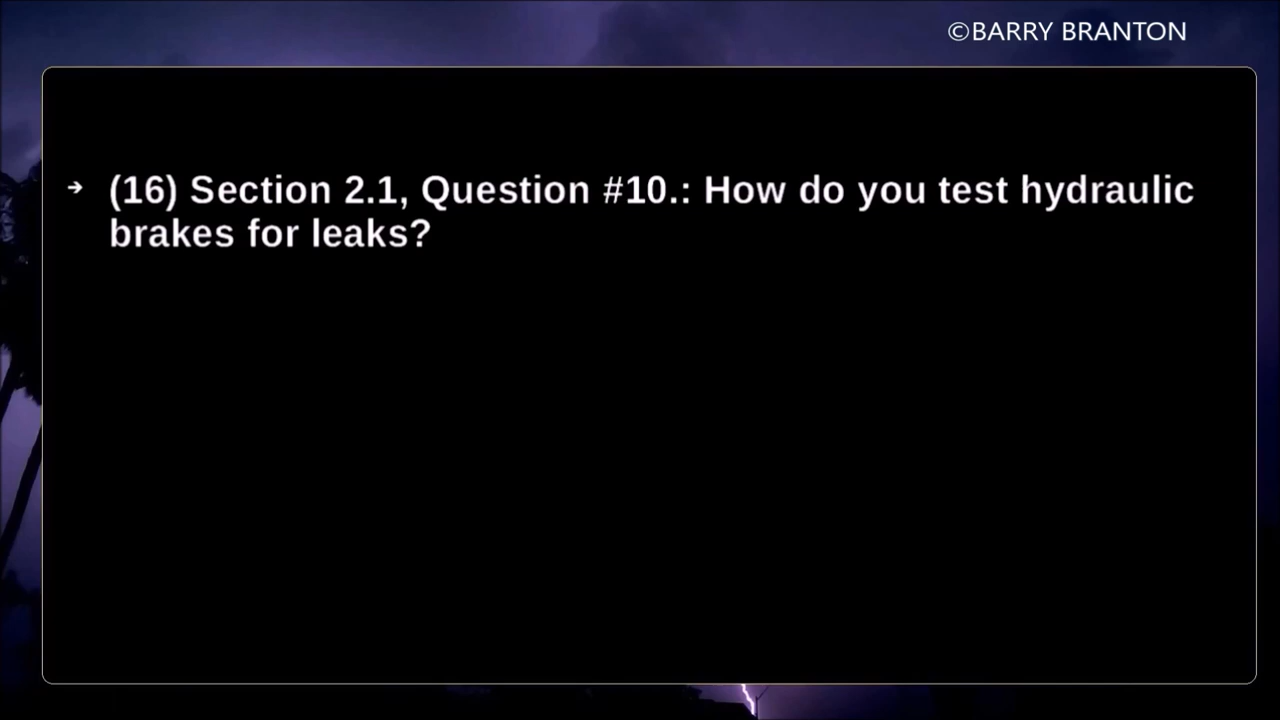 ©BARRY BRANTON
➔ (16) Section 2.1, Question #10.: How do you test hydraulic
brakes for leaks?